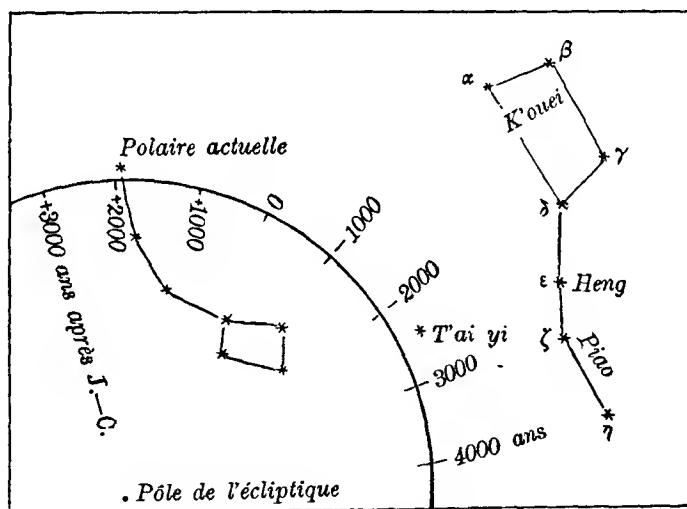 β
α
K'ouei
γ
Polaire actuelle
δ
+3000 ans après J.—C.
+2000
+1000
0
-1000
-2000
ε Heng
* T'ai yi
ζ
Piao
3000
η
4000 ans
. Pôle de l'écliptique